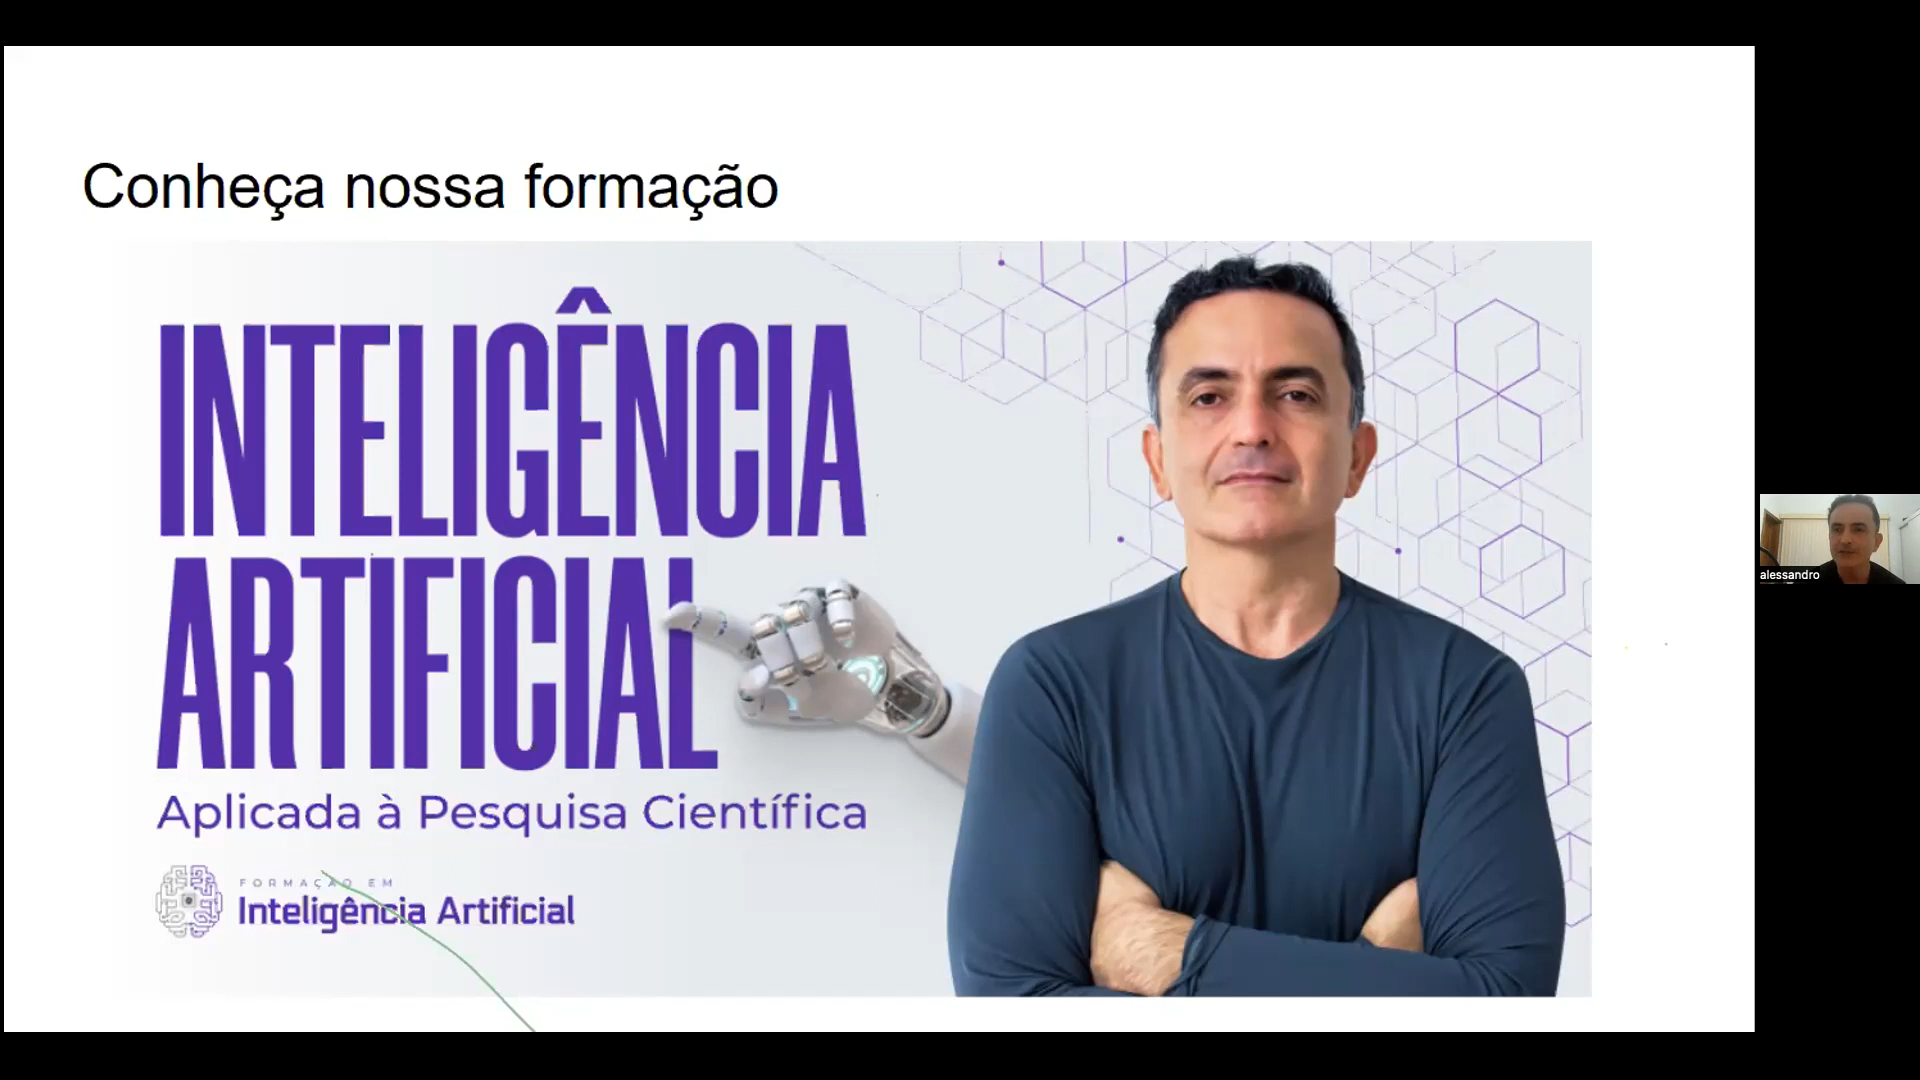 Conheça nossa formação
INTELIGÊNCIA
ARTIFICIAL
Aplicada à Pesquisa Científica
FORMAÇÃO EM
Inteligência Artificial
alessandro